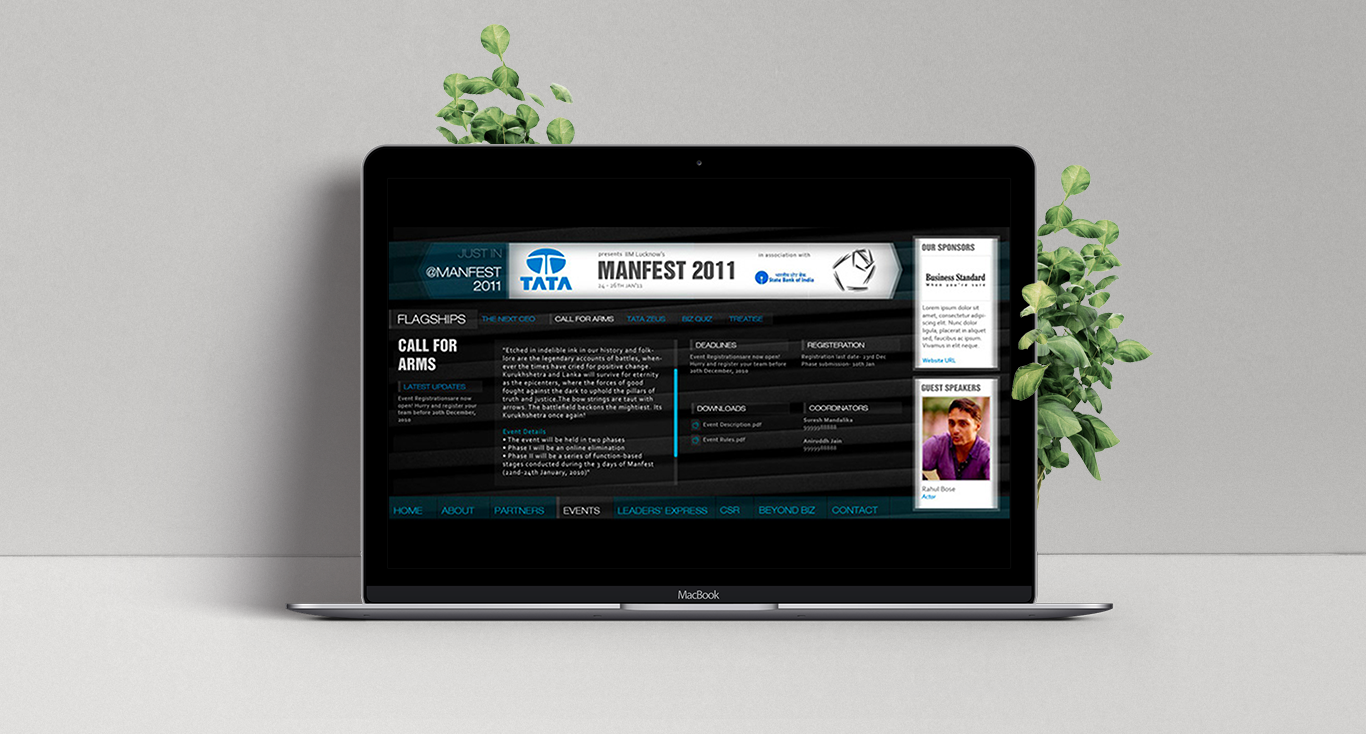 JUST IN
@MANFEST
2011
TATA
presents IIM Lucknow's
MANFEST 2011
24 - 26TH JAN'11
in association with
भारतीय स्टेट बैंक
State Bank of India
FLAGSHIPS
THE NEXT CEO
CALL FOR ARMS
TATA ZEUS
BIZ QUIZ
TREATISE
CALL FOR
ARMS
LATEST UPDATES
Event Registrationsare now
open! Hurry and register your
team before 20th December,
2010
"Etched in indelible ink in our history and folk-
lore are the legendary accounts of battles, when-
ever the times have cried for positive change.
Kurukhshetra and Lanka will survive for eternity
as the epicenters, where the forces of good
fought against the dark to uphold the pillars of
truth and justice.The bow strings are taut with
arrows. The battlefield beckons the mightiest. Its
Kurukhshetra once again!
Event Details
• The event will be held in two phases
• Phase I will be an online elimination
• Phase II will be a series of function-based
stages conducted during the 3 days of Manfest
(22nd-24th January, 2010)"
DEADLINES
Event Registrationsare now open!
Hurry and register your team before
20th December, 2010
REGISTERATION
Registration last date- 23rd Dec
Phase submission- 10th Jan
DOWNLOADS
Event Description.pdf
Event Rules.pdf
COORDINATORS
Suresh Mandalika
9999988888
Aniruddh Jain
9999988888
OUR SPONSORS
Business Standard
When you're sure
Lorem ipsum dolor sit
amet, consectetur adipi-
scing elit. Nunc dolor
ligula, placerat in aliquet
sed, faucibus ac ipsum.
Vivamus in elit neque.
Website URL
GUEST SPEAKERS
Rahul Bose
Actor
HOME
ABOUT
PARTNERS
EVENTS
LEADERS' EXPRESS
CSR
BEYOND BIZ
CONTACT
MacBook